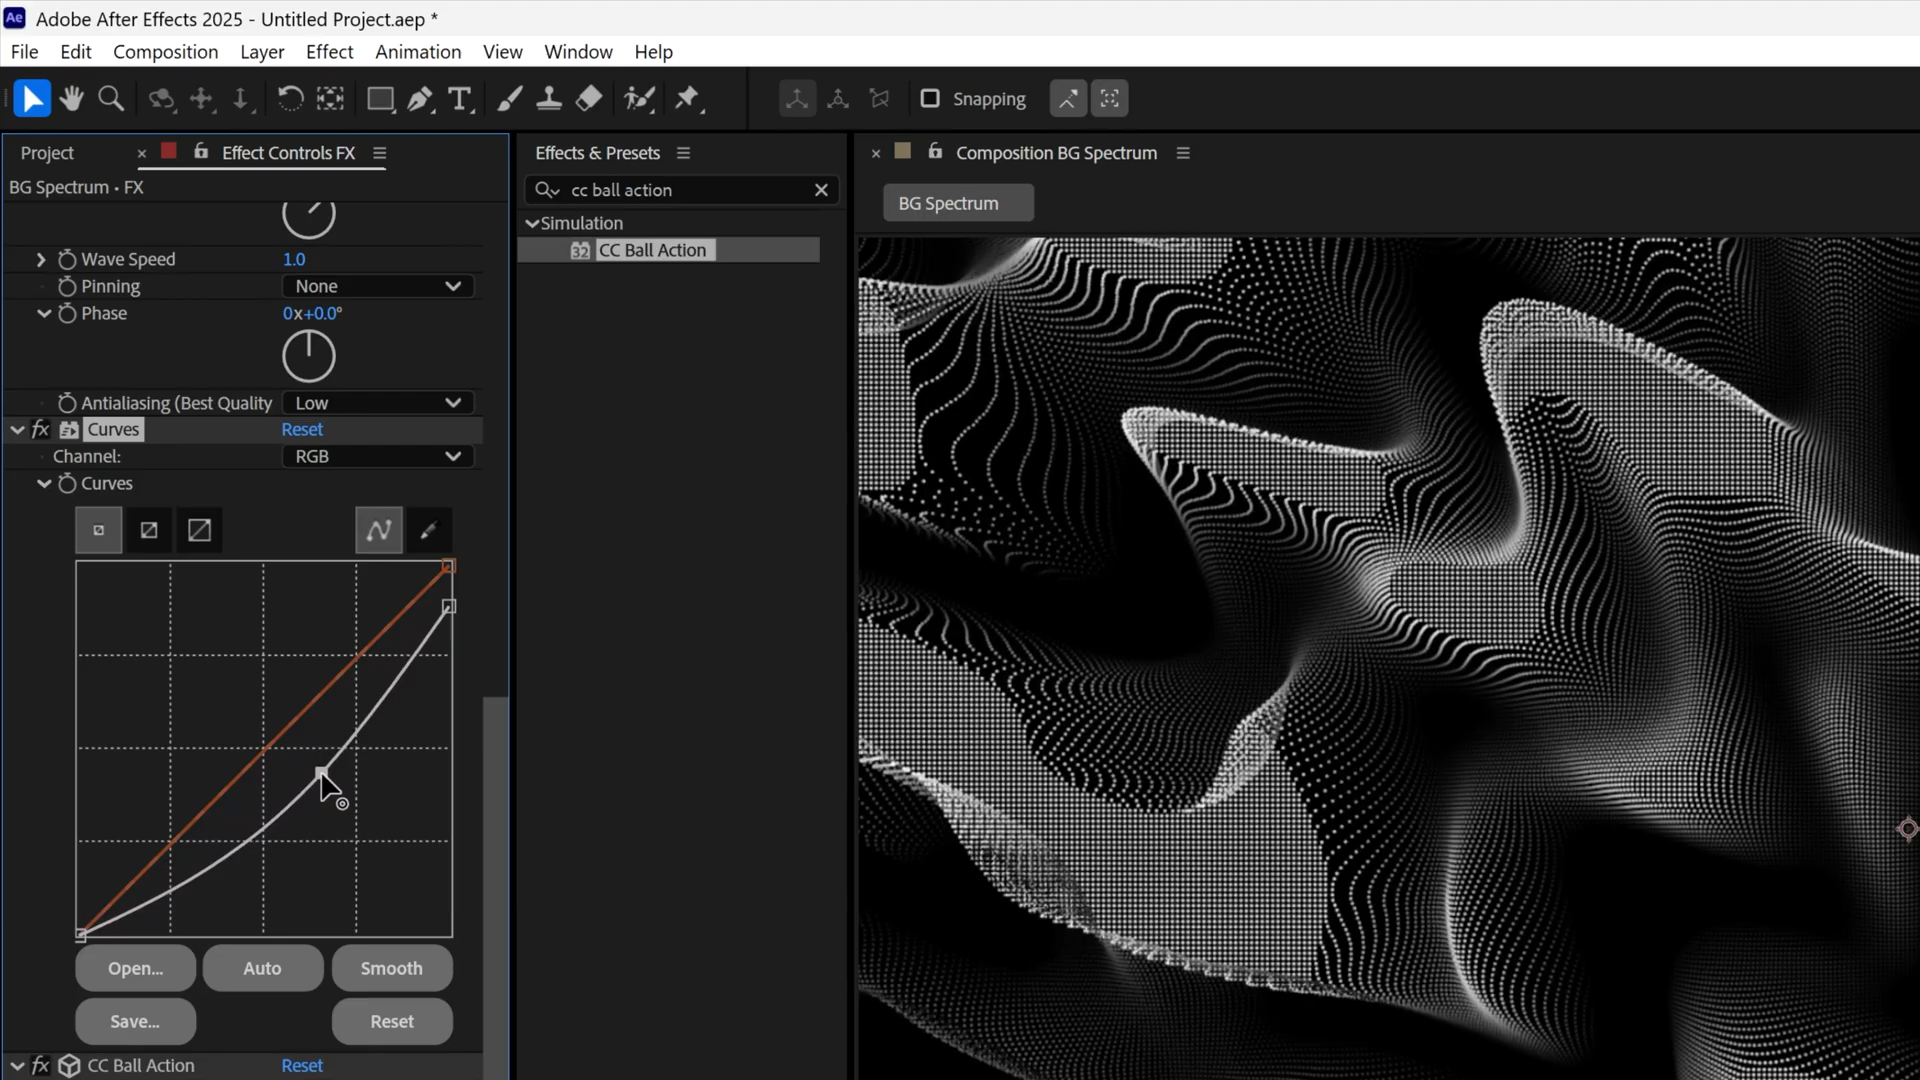 Ae Adobe After Effects 2025 - Untitled Project.aep *
File Edit Composition Layer Effect Animation View Window Help
Snapping
Project × Effect Controls FX
BG Spectrum • FX
Wave Speed 1.0
Pinning None
Phase 0x+0.0°
Antialiasing (Best Quality Low
fx Curves Reset
Channel: RGB
Curves
Open... Auto Smooth
Save... Reset
fx CC Ball Action Reset
Effects & Presets
cc ball action
Simulation
32 CC Ball Action
× Composition BG Spectrum
BG Spectrum